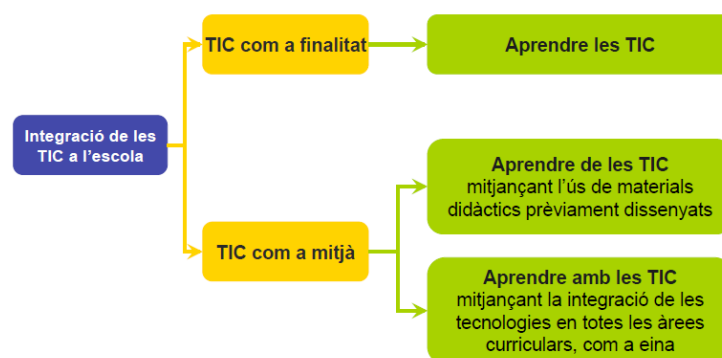 TIC com a finalitat
Aprendre les TIC
Integració de les
TIC a l’escola
Aprendre de les TIC
mitjançant l’ús de materials
didàctics prèviament dissenyats
TIC com a mitjà
Aprendre amb les TIC
mitjançant la integració de les
tecnologies en totes les àrees
curriculars, com a eina